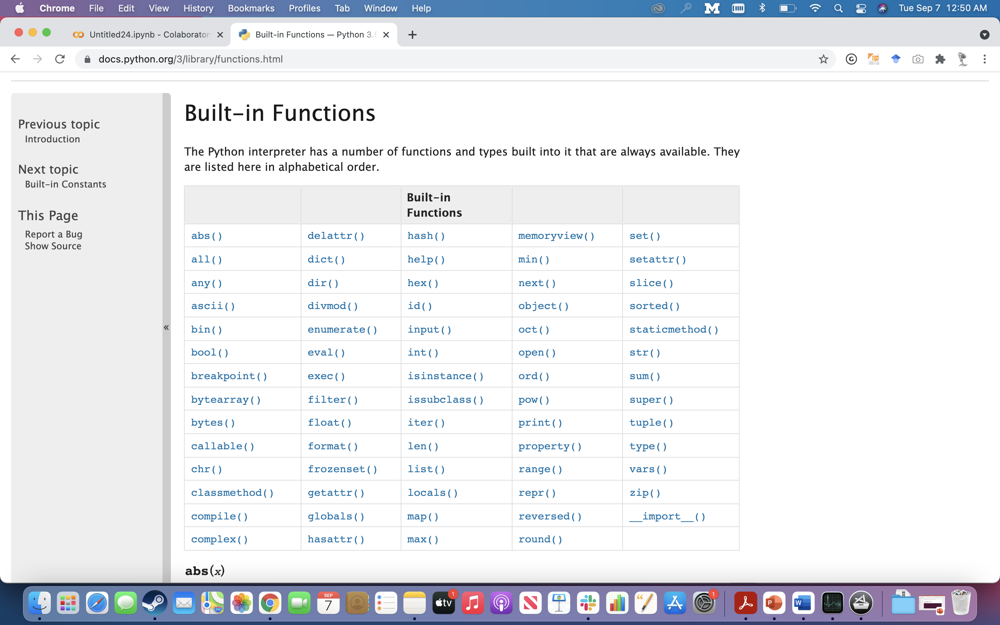 Chrome File Edit View History Bookmarks Profiles Tab Window Help Tue Sep 7 12:50 AM
Untitled24.ipynb - Colaboratory Built-in Functions — Python 3.9
docs.python.org/3/library/functions.html
Previous topic
Introduction
Next topic
Built-in Constants
This Page
Report a Bug
Show Source
«
Built-in Functions
The Python interpreter has a number of functions and types built into it that are always available. They
are listed here in alphabetical order.
Built-in
Functions
abs() delattr() hash() memoryview() set()
all() dict() help() min() setattr()
any() dir() hex() next() slice()
ascii() divmod() id() object() sorted()
bin() enumerate() input() oct() staticmethod()
bool() eval() int() open() str()
breakpoint() exec() isinstance() ord() sum()
bytearray() filter() issubclass() pow() super()
bytes() float() iter() print() tuple()
callable() format() len() property() type()
chr() frozenset() list() range() vars()
classmethod() getattr() locals() repr() zip()
compile() globals() map() reversed() __import__()
complex() hasattr() max() round()
abs(x)
SEP
7
280
tv
1
1
P
W